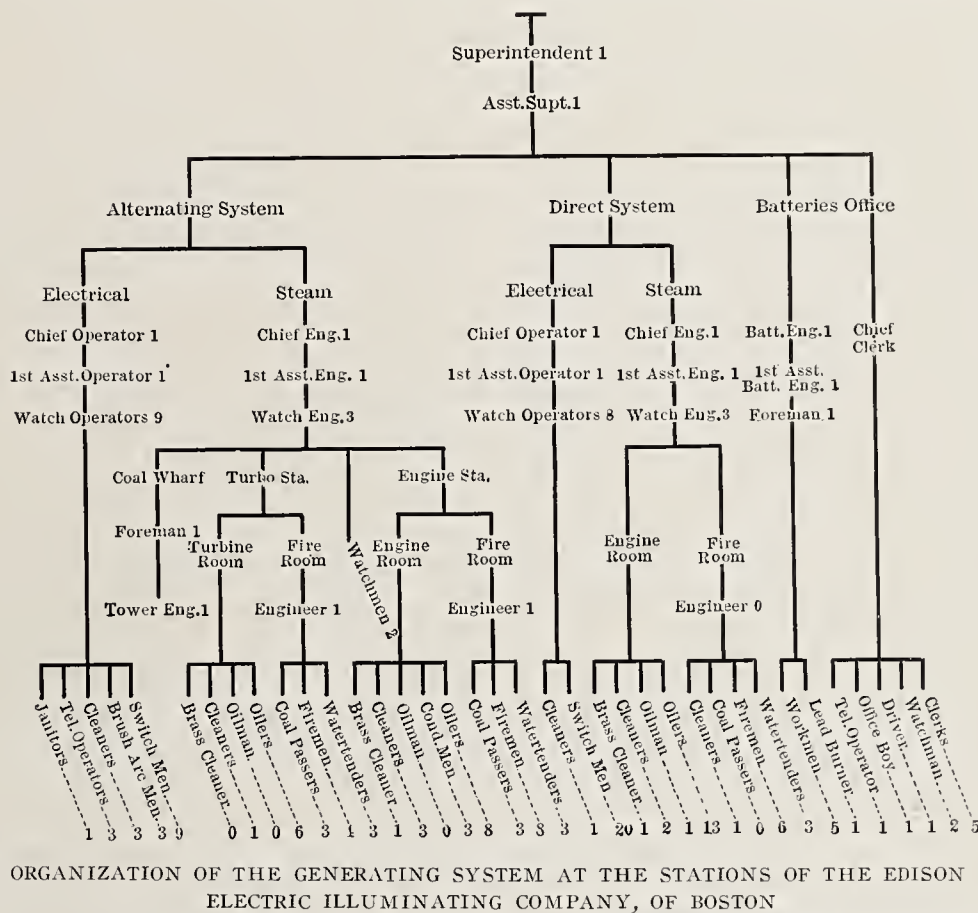 Superintendent 1
Asst.Supt.1
Alternating System
Direct System
Batteries Office
Electrical
Steam
Electrical
Steam
Chief Operator 1
Chief Eng.1
Chief Operator 1
Chief Eng.1
Batt.Eng.1
Chief
Clerk
1st Asst.Operator 1
1st Asst.Eng. 1
1st Asst.Operator 1
1st Asst.Eng. 1
1st Asst.
Batt. Eng. 1
Watch Operators 9
Watch Eng.3
Watch Operators 8
Watch Eng.3
Foreman 1
Coal Wharf
Turbo Sta.
Engine Sta.
Foreman 1
Turbine
Room
Fire
Room
Watchmen 2
Engine
Room
Fire
Room
Engine
Room
Fire
Room
Tower Eng.1
Engineer 1
Engineer 1
Engineer 0
Janitors 1
Tel.Operators 3
Cleaners 3
Brush Arc Men 3
Switch Men 9
Brass Cleaner 0
Cleaners 1
Oilman 0
Oilers 6
Coal Passers 3
Firemen
Watertenders 3
Brass Cleaner 1
Cleaners 3
Oilman 0
Cond.Men 3
Oilers 8
Coal Passers 3
Firemen 8
Watertenders 3
Cleaners 1
Switch Men 20
Brass Cleaner 1
Cleaners 2
Oilman 1
Oilers 13
Cleaners 1
Coal Passers 0
Firemen 6
Watertenders 3
Workmen 5
Lead Burner 1
Tel.Operator 1
Office Boy 1
Driver 1
Watchman 2
Clerks 5
ORGANIZATION OF THE GENERATING SYSTEM AT THE STATIONS OF THE EDISON
ELECTRIC ILLUMINATING COMPANY, OF BOSTON